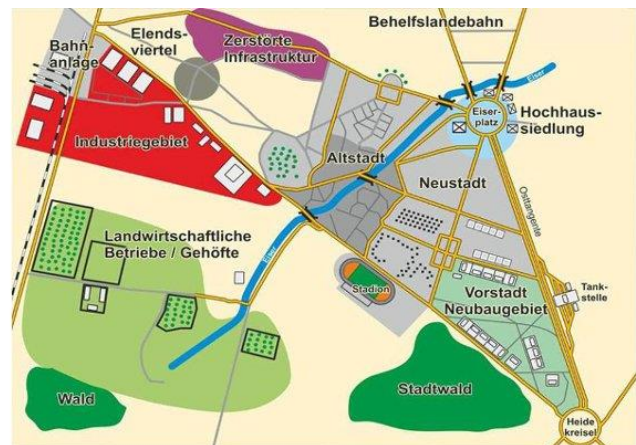 Behelfslandebahn
Elends-
viertel
Zerstörte
Infrastruktur
Bahn-
anlage
Eiser
Eiser-
platz
Hochhaus-
siedlung
Industriegebiet
Altstadt
Neustadt
Osttangente
Landwirtschaftliche
Betriebe / Gehöfte
Eiser
Stadion
Vorstadt
Neubaugebiet
Tank-
stelle
Wald
Stadtwald
Heide
kreisel